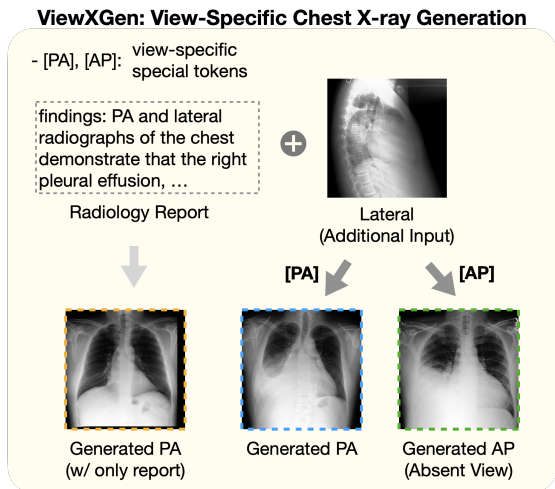 ViewXGen: View-Specific Chest X-ray Generation
- [PA], [AP]: view-specific
special tokens
findings: PA and lateral
radiographs of the chest
demonstrate that the right
pleural effusion, …
Radiology Report
Lateral
(Additional Input)
[PA]
[AP]
Generated PA
(w/ only report)
Generated PA
Generated AP
(Absent View)